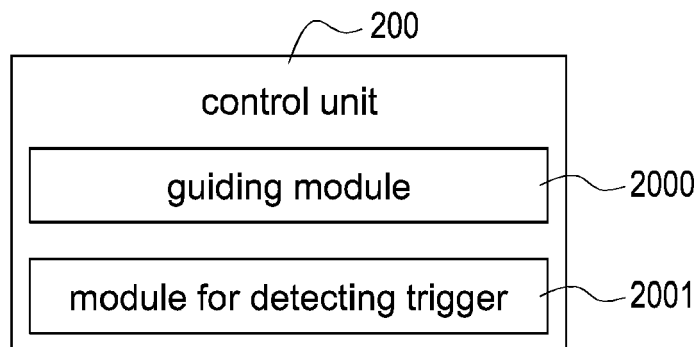 200
control unit
guiding module
2000
module for detecting trigger
2001